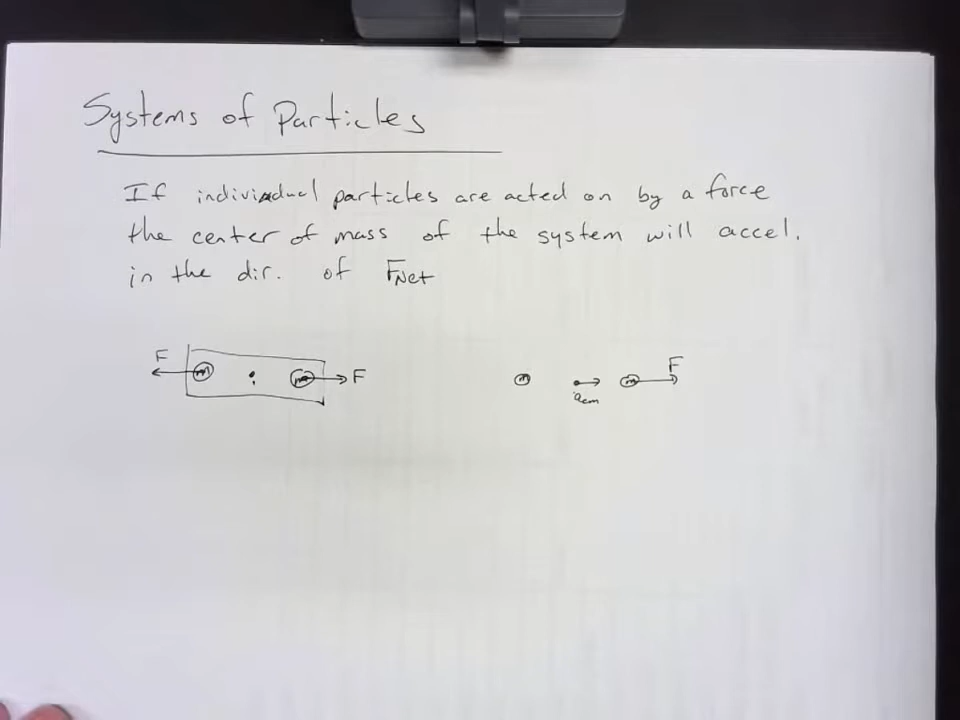 Systems of Particles
If individual particles are acted on by a force
the center of mass of the system will accel.
in the dir. of FNet
F m m F
m acm m F